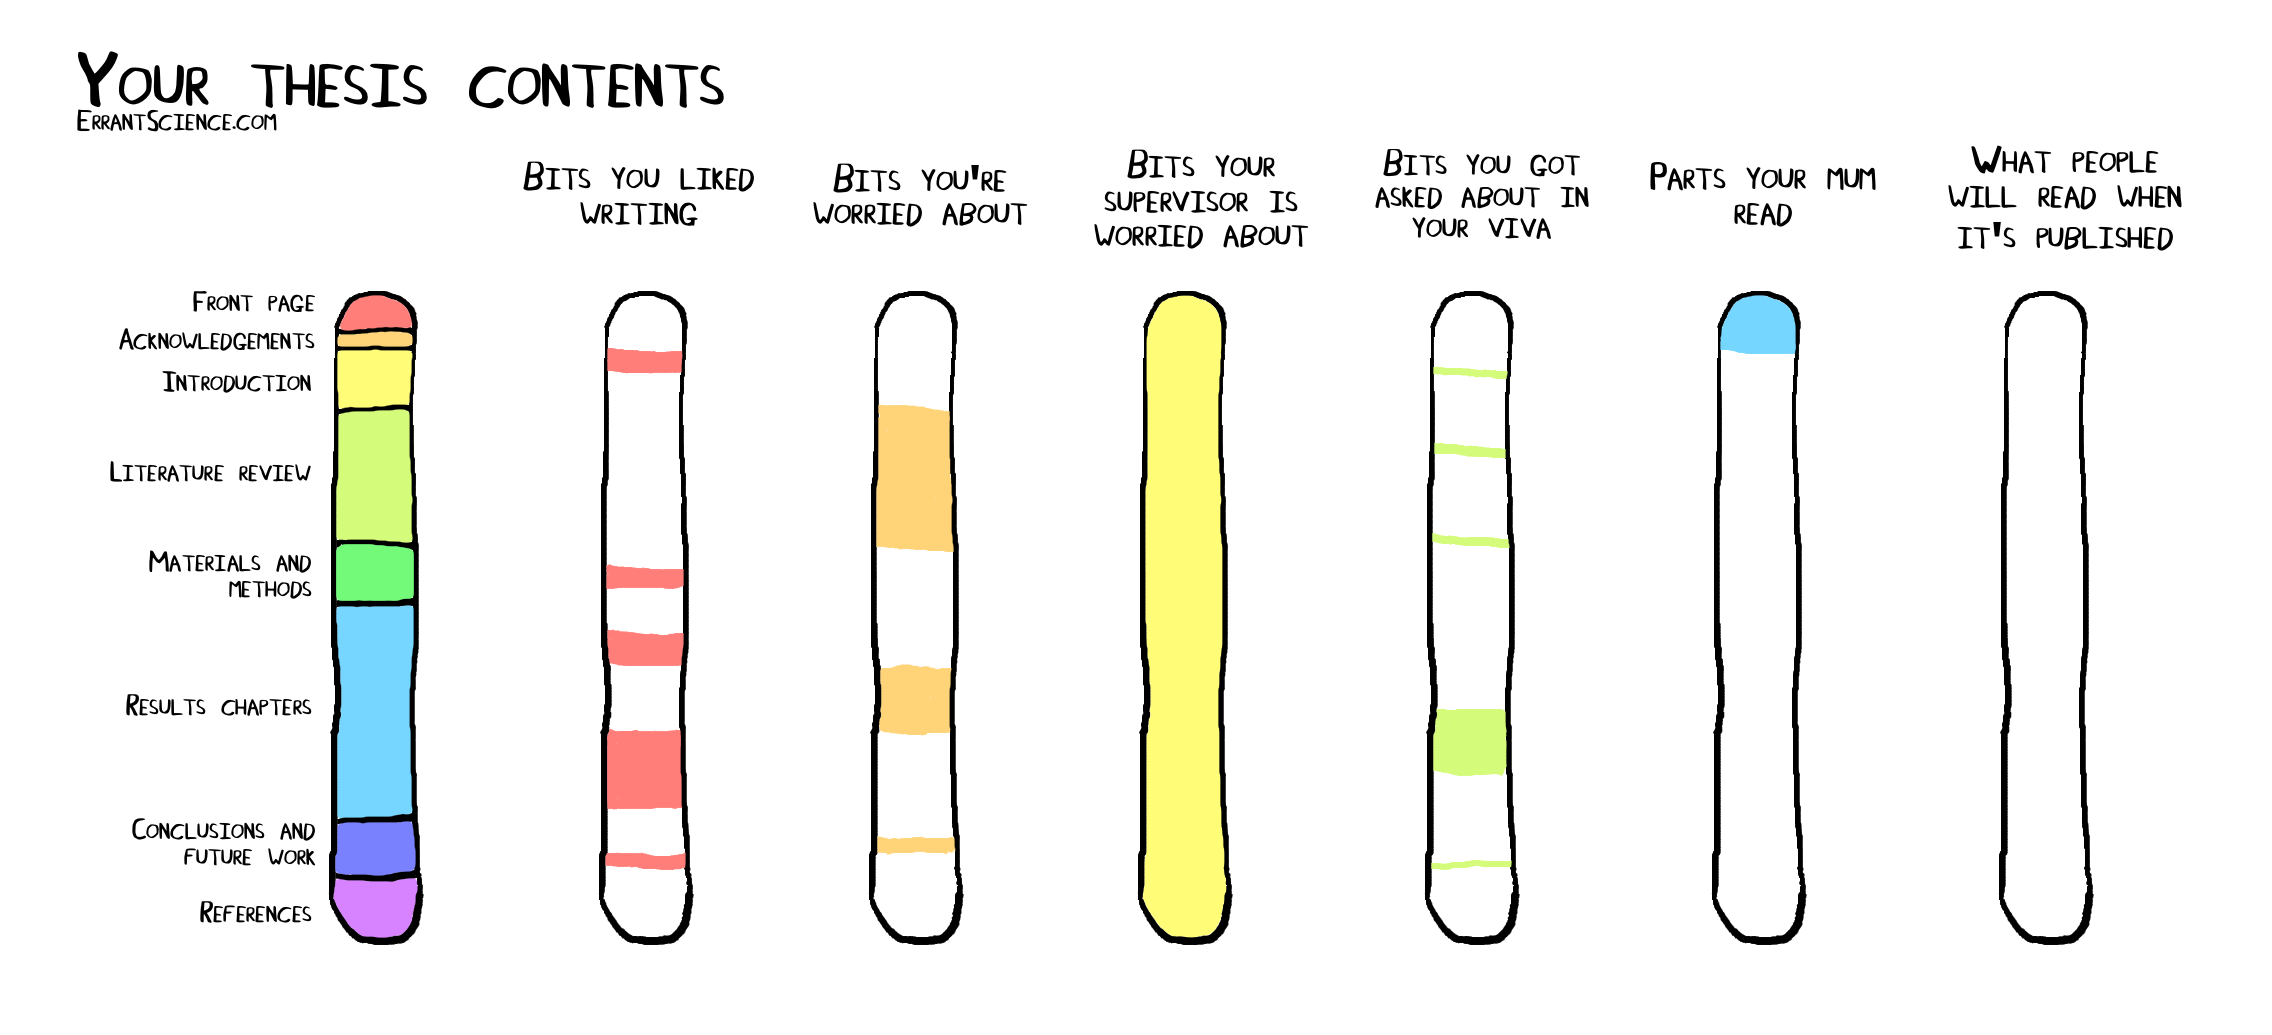 Your thesis contents
ErrantScience.com
Bits you liked
writing
Bits you're
worried about
Bits your
supervisor is
worried about
Bits you got
asked about in
your viva
Parts your mum
read
What people
will read when
it's published
Front page
Acknowledgements
Introduction
Literature review
Materials and
methods
Results chapters
Conclusions and
future work
References